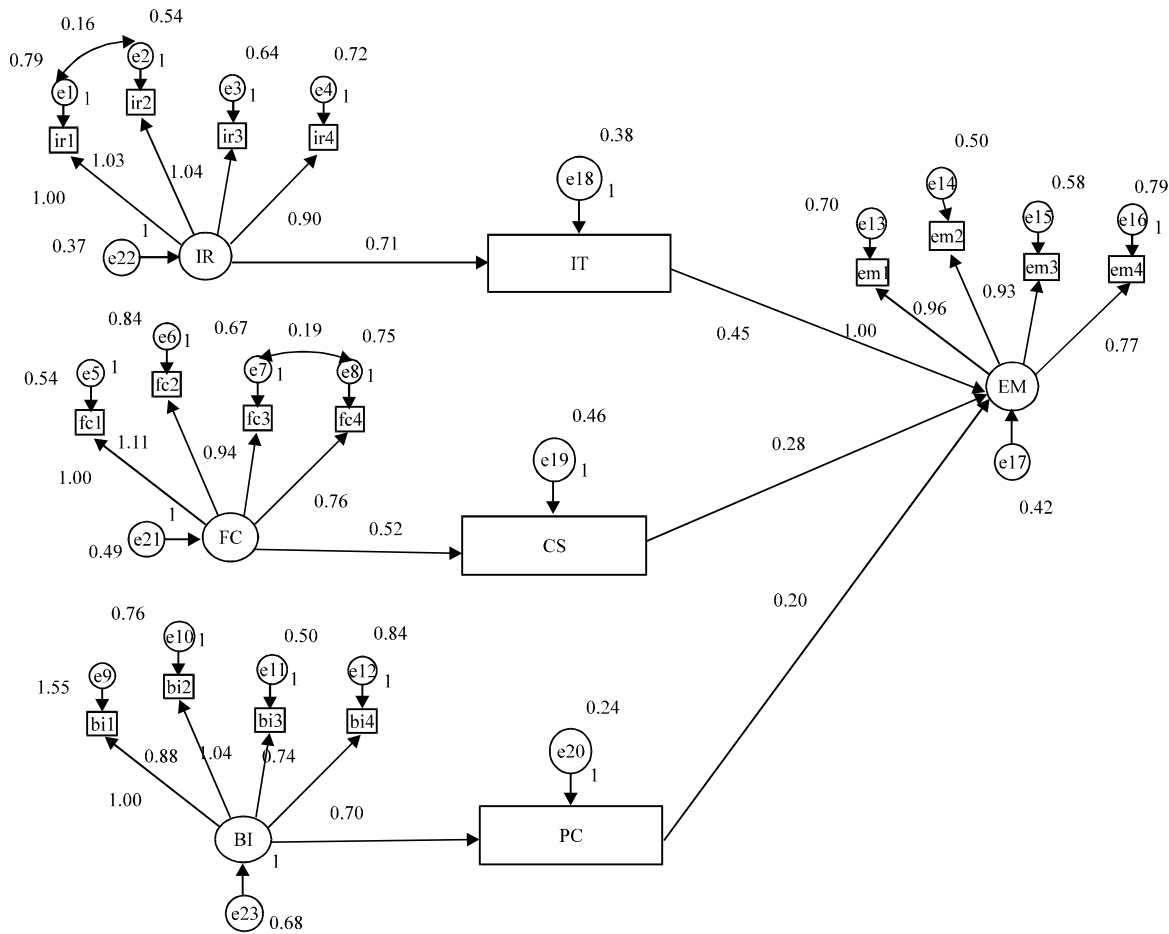 0.16
0.54
0.79
e2
1
0.64
0.72
e1
1
e3
1
e4
1
ir1
ir2
ir3
ir4
1.03
1.04
1.00
0.90
0.37
1
e22
IR
0.71
0.38
e18
1
IT
0.45
1.00
0.84
e6
1
0.67
0.19
0.75
0.54
1
e5
e7
1
e8
1
fc1
fc2
fc3
fc4
1.11
0.94
1.00
0.76
1
e21
0.49
FC
0.52
0.46
e19
1
CS
0.28
0.76
e10
1
0.50
0.84
1.55
e9
e11
1
e12
1
bi1
bi2
bi3
bi4
0.88
1.04
0.74
1.00
0.70
BI
1
e23
0.68
0.24
e20
1
PC
0.20
0.50
0.70
e14
0.58
0.79
e13
e15
e16
1
em1
em2
em3
em4
0.96
0.93
0.77
EM
e17
0.42